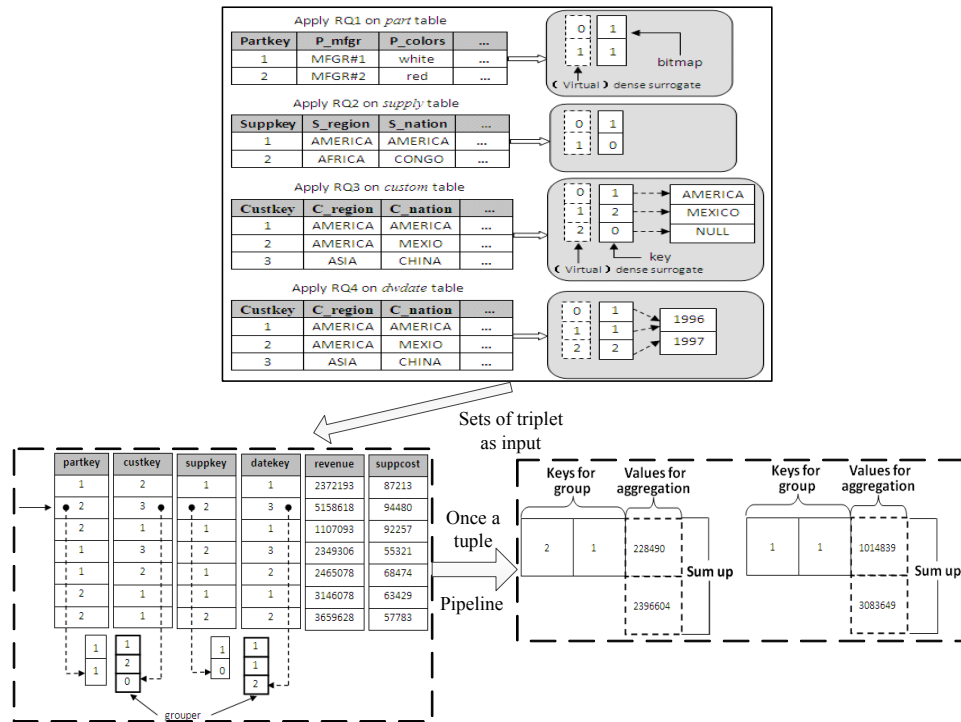 Apply RQ1 on part table
Partkey P_mfgr P_colors ...
1 MFGR#1 white ...
2 MFGR#2 red ...
0 1
1 1
bitmap
( Virtual ) dense surrogate
Apply RQ2 on supply table
Suppkey S_region S_nation ...
1 AMERICA AMERICA ...
2 AFRICA CONGO ...
0 1
1 0
Apply RQ3 on custom table
Custkey C_region C_nation ...
1 AMERICA AMERICA ...
2 AMERICA MEXIO ...
3 ASIA CHINA ...
0 1 AMERICA
1 2 MEXICO
2 0 NULL
key
( Virtual ) dense surrogate
Apply RQ4 on dwdate table
Custkey C_region C_nation ...
1 AMERICA AMERICA ...
2 AMERICA MEXIO ...
3 ASIA CHINA ...
0 1
1 1
2 2
1996
1997
Sets of triplet
as input
partkey custkey suppkey datekey revenue suppcost
1 2 1 1 2372193 87213
2 3 2 3 5158618 94480
2 1 1 1 1107093 92257
1 3 2 3 2349306 55321
1 2 1 2 2465078 68474
2 1 1 2 3146078 63429
2 1 2 2 3659628 57783
1 1 1 1
1 2 0 1
0 2
grouper
Once a
tuple
Pipeline
Keys for group
Values for aggregation
2 1 228490
2396604
Sum up
Keys for group
Values for aggregation
1 1 1014839
3083649
Sum up